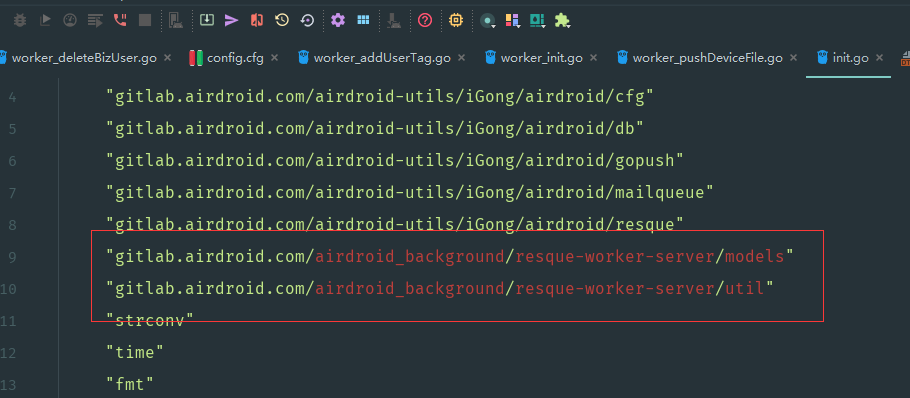 worker_deleteBizUser.go × config.cfg × worker_addUserTag.go × worker_init.go × worker_pushDeviceFile.go × init.go ×
4 "gitlab.airdroid.com/airdroid-utils/iGong/airdroid/cfg"
5 "gitlab.airdroid.com/airdroid-utils/iGong/airdroid/db"
6 "gitlab.airdroid.com/airdroid-utils/iGong/airdroid/gopush"
7 "gitlab.airdroid.com/airdroid-utils/iGong/airdroid/mailqueue"
8 "gitlab.airdroid.com/airdroid-utils/iGong/airdroid/resque"
9 "gitlab.airdroid.com/airdroid_background/resque-worker-server/models"
10 "gitlab.airdroid.com/airdroid_background/resque-worker-server/util"
11 "strconv"
12 "time"
13 "fmt"